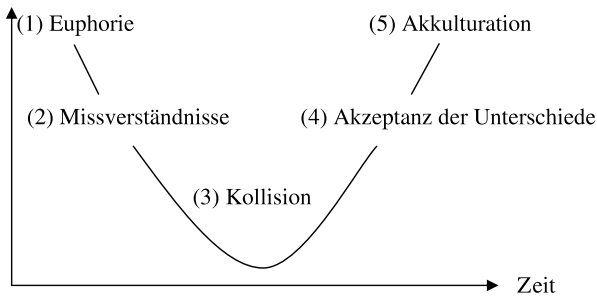 (1) Euphorie
(5) Akkulturation
(2) Missverständnisse
(4) Akzeptanz der Unterschiede
(3) Kollision
Zeit